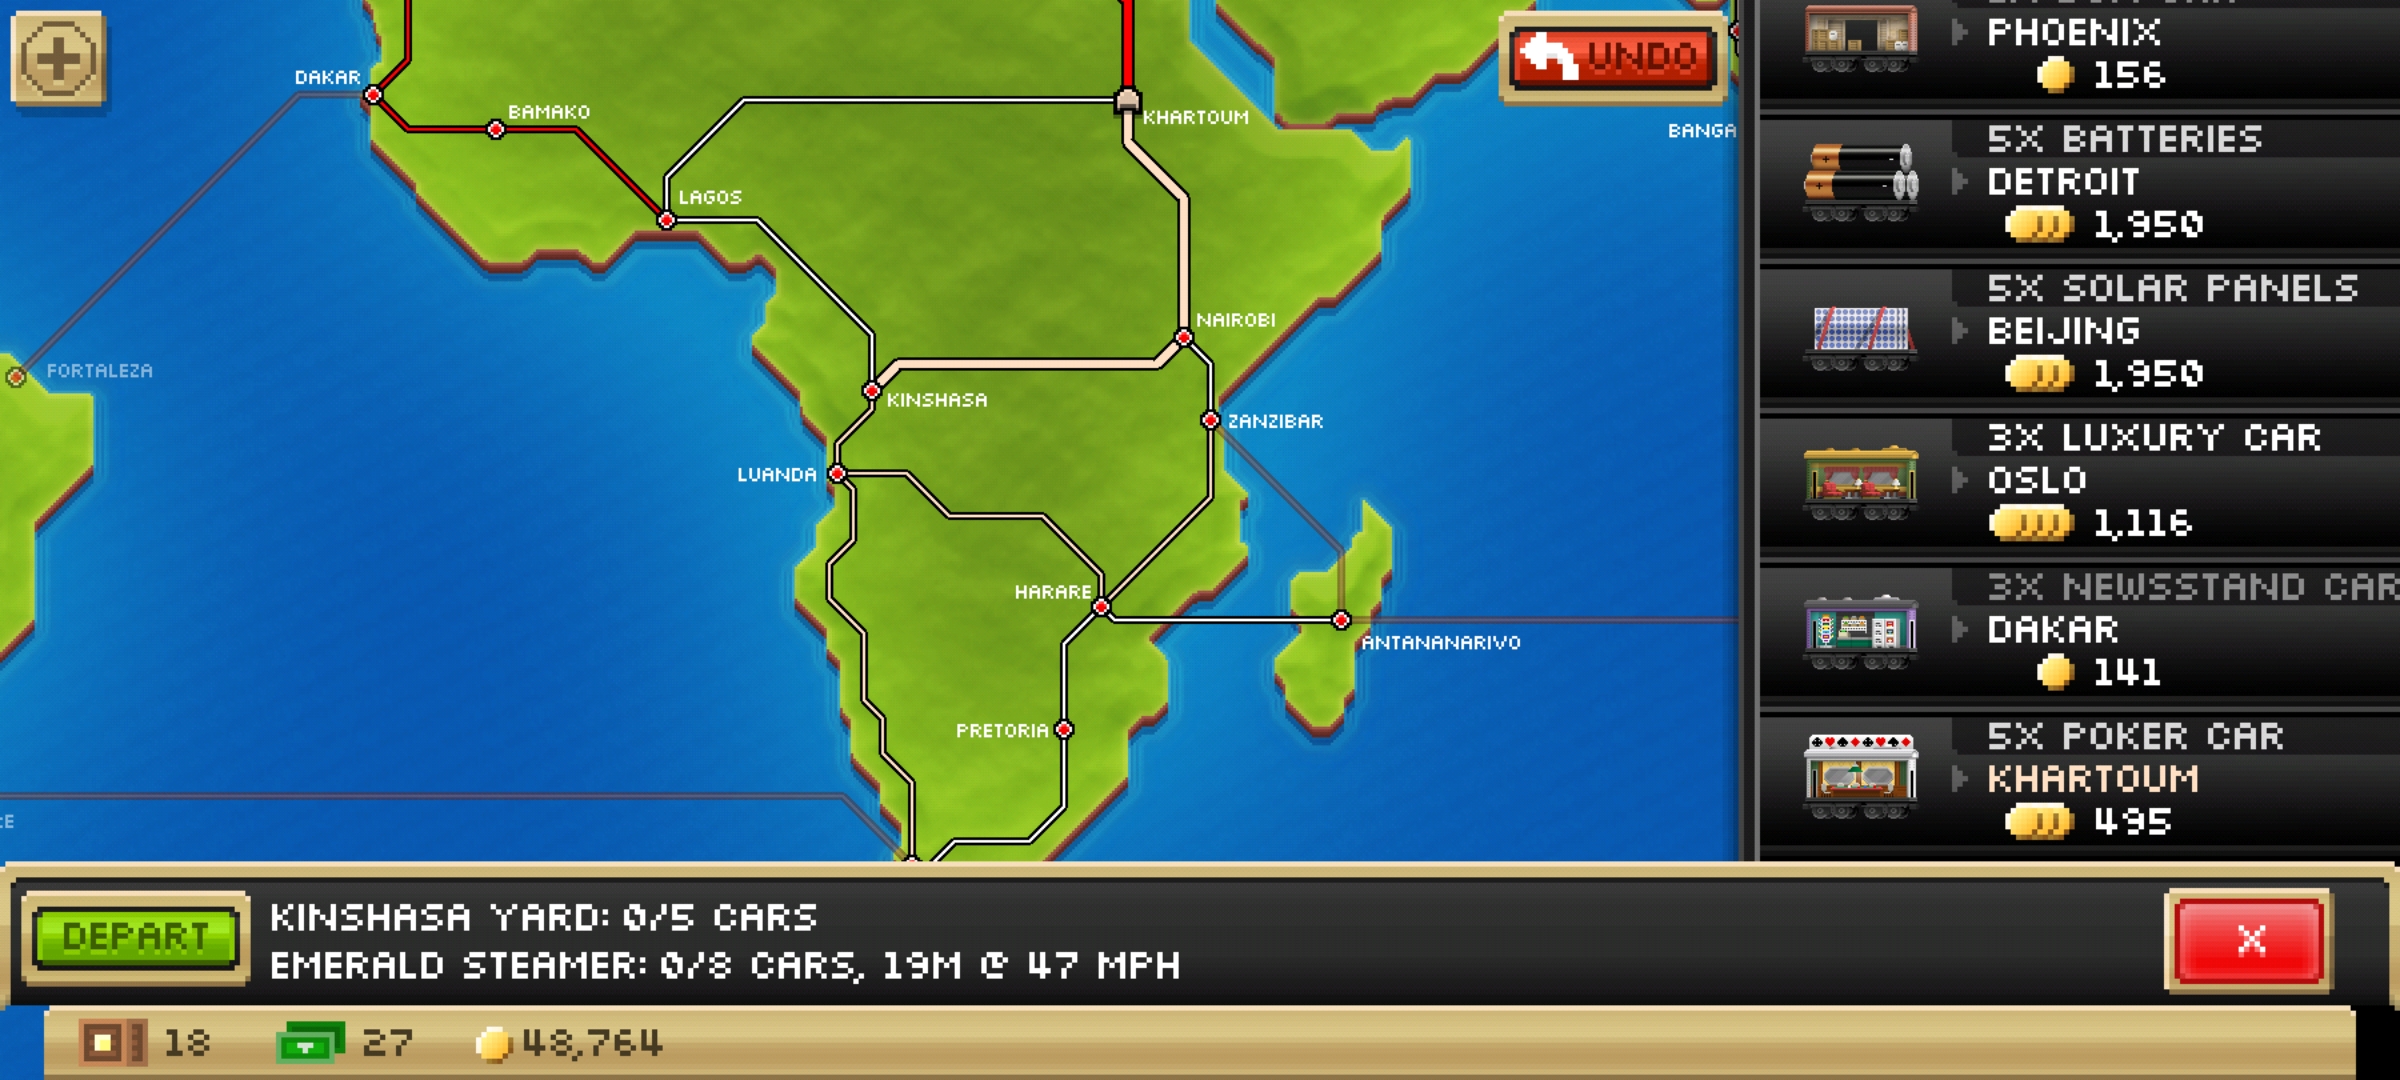 DAKAR
BAMAKO
LAGOS
KHARTOUM
UNDO
BANGA
FORTALEZA
NAIROBI
KINSHASA
ZANZIBAR
LUANDA
HARARE
ANTANANARIVO
PRETORIA
PHOENIX
156
5X BATTERIES
DETROIT
1,950
5X SOLAR PANELS
BEIJING
1,950
3X LUXURY CAR
OSLO
1,116
3X NEWSSTAND CAR
DAKAR
141
5X POKER CAR
KHARTOUM
495
DEPART
KINSHASA YARD: 0/5 CARS
EMERALD STEAMER: 0/8 CARS, 19M @ 47 MPH
X
18
27
48,764